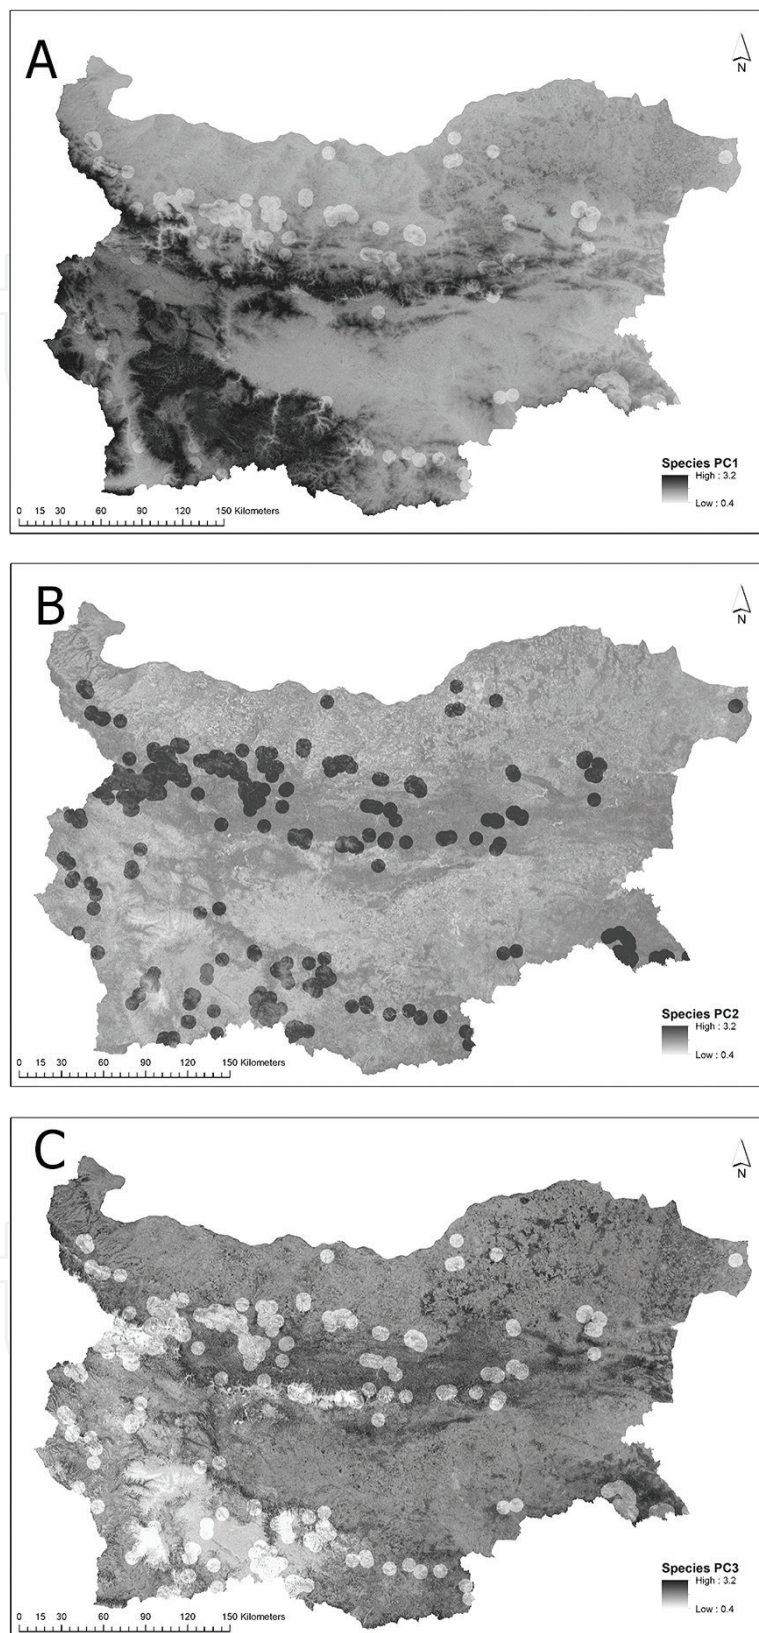 A
N
Species PC1
High : 3.2
Low : 0.4
0 15 30 60 90 120 150 Kilometers
B
N
Species PC2
High : 3.2
Low : 0.4
0 15 30 60 90 120 150 Kilometers
C
N
Species PC3
High : 3.2
Low : 0.4
0 15 30 60 90 120 150 Kilometers